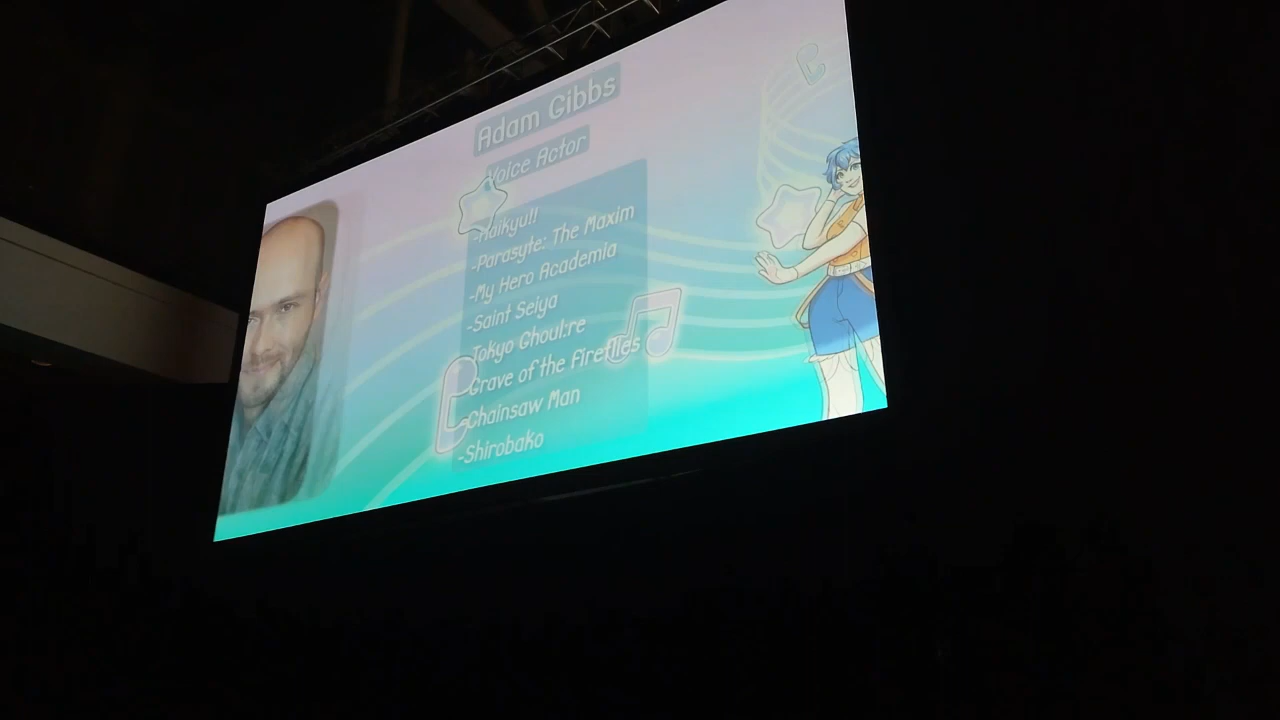 Adam Gibbs
Voice Actor
-Haikyu!!
-Parasyte: The Maxim
-My Hero Academia
-Saint Seiya
-Tokyo Ghoul:re
-Grave of the Fireflies
-Chainsaw Man
-Shirobako